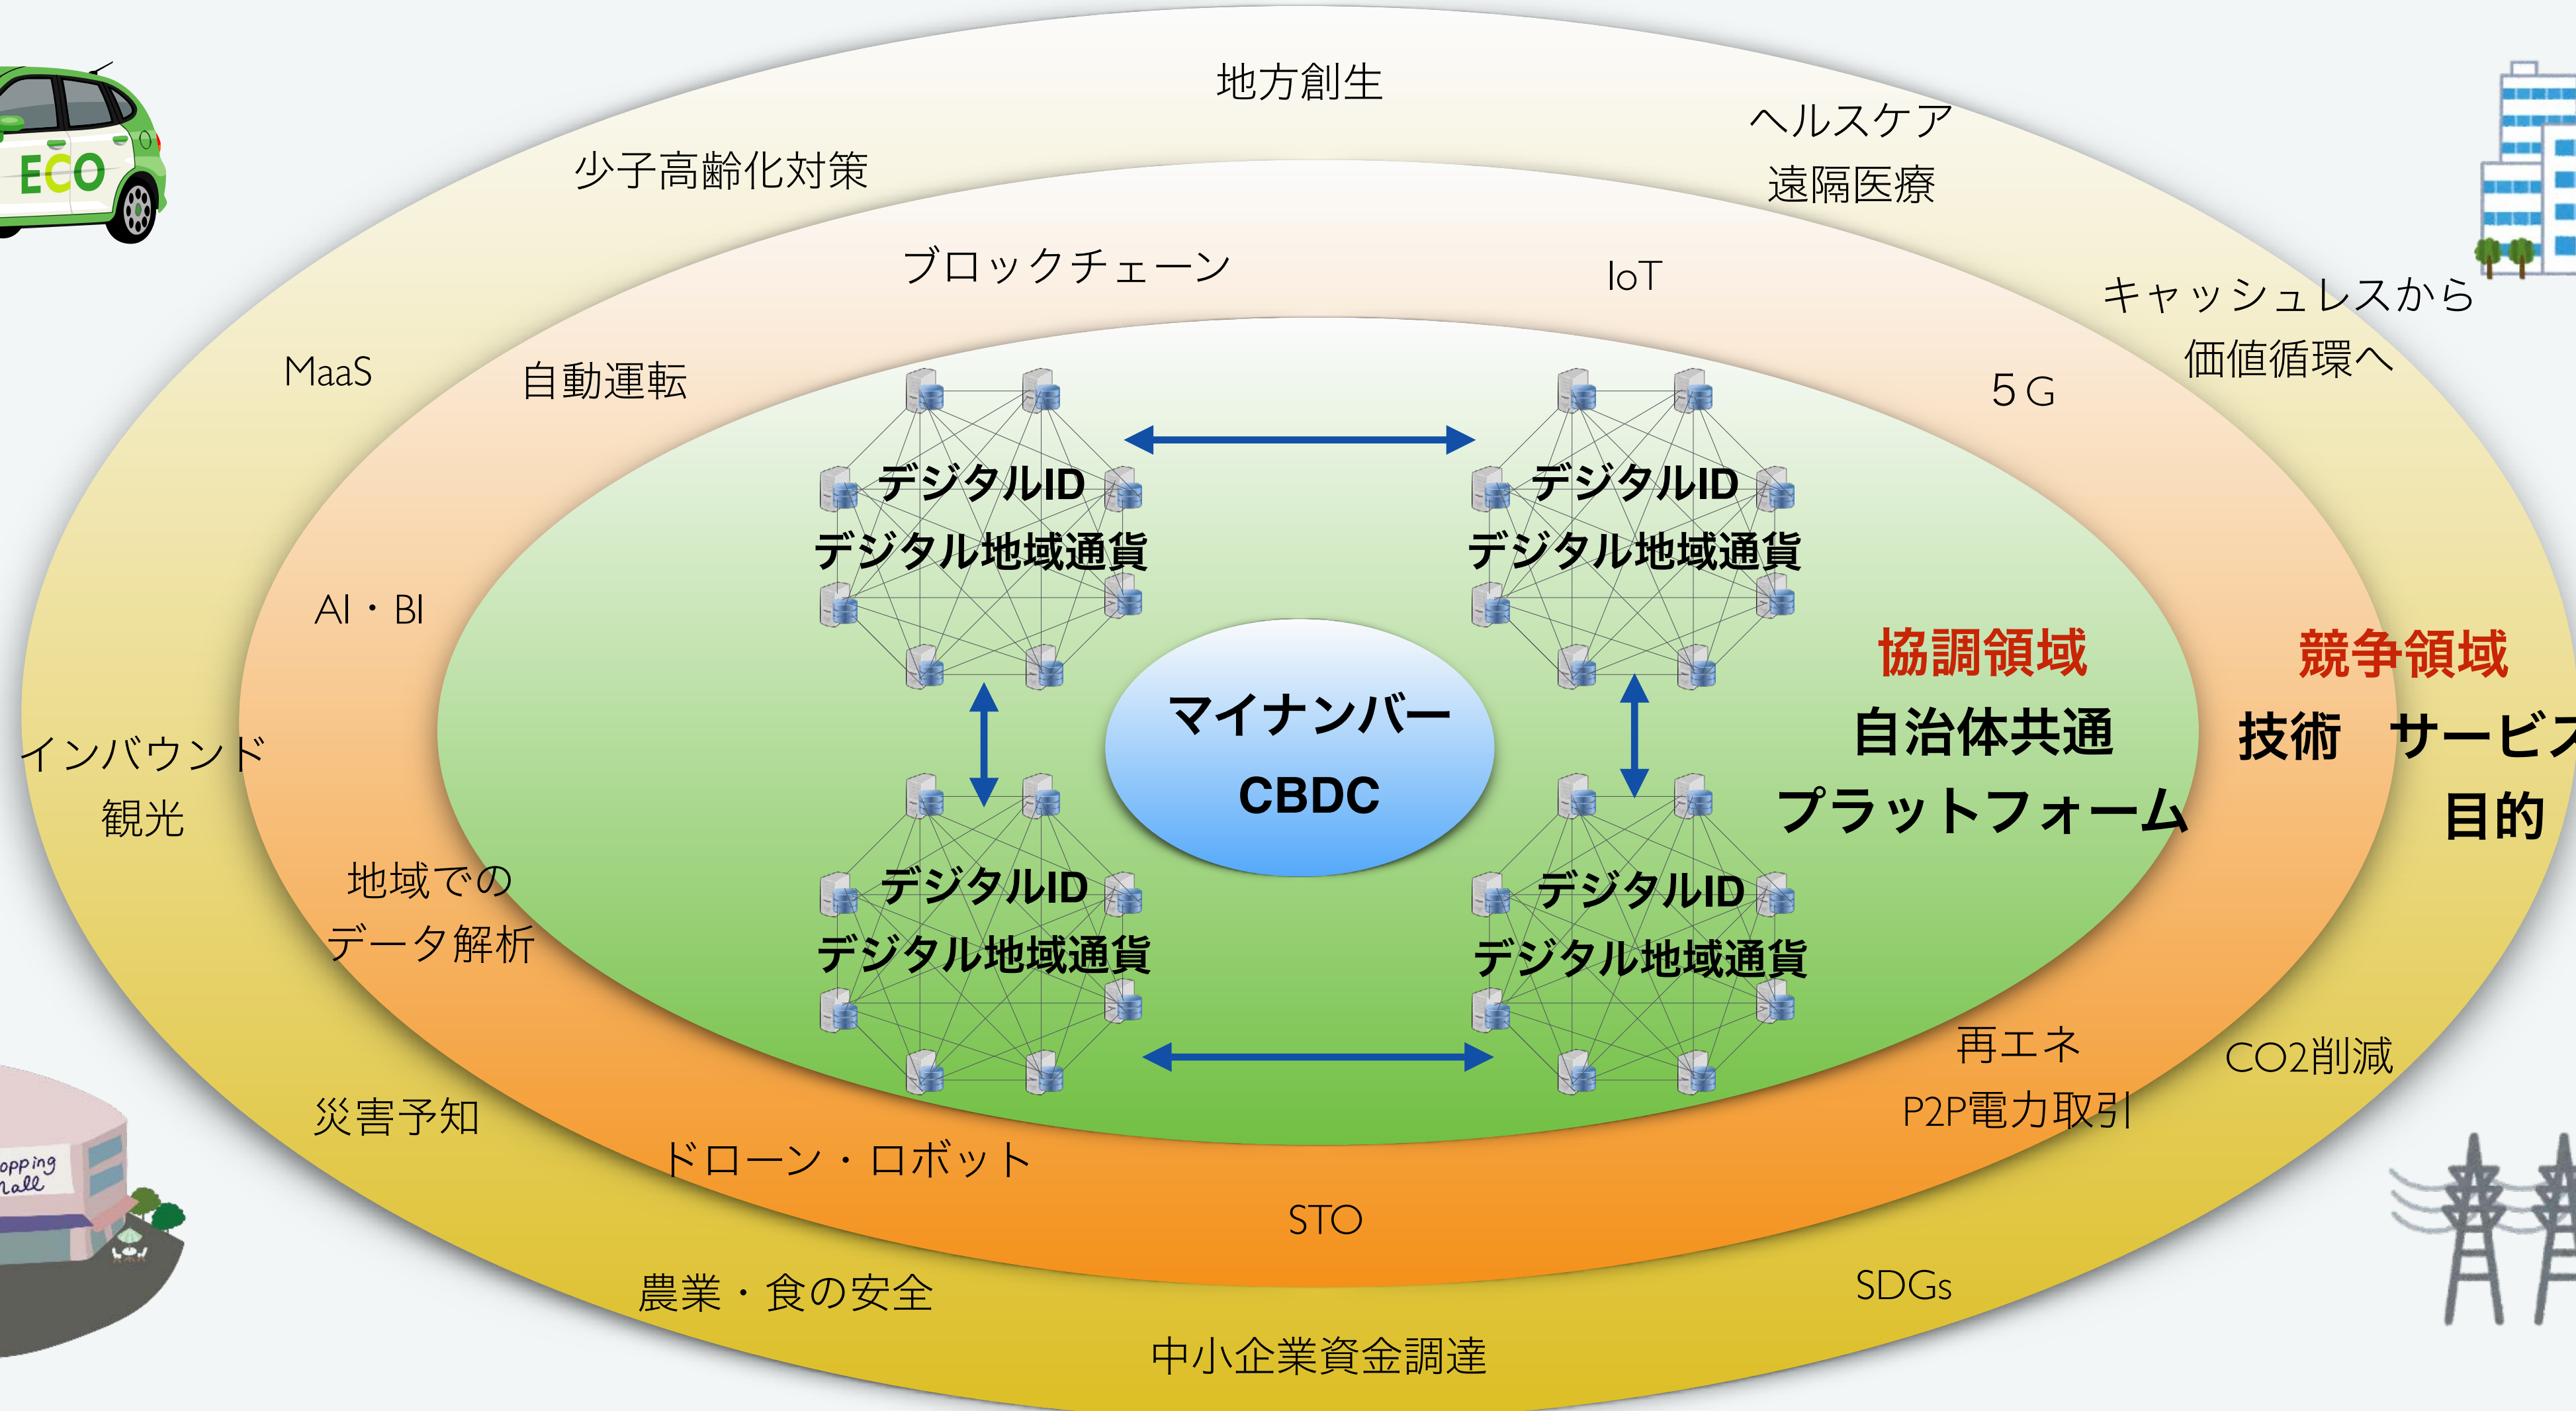 地方創生
ヘルスケア
遠隔医療
少子高齢化対策
ECO
ブロックチェーン
IoT
キャッシュレスから
価値循環へ
MaaS
自動運転
5G
デジタルID
デジタル地域通貨
デジタルID
デジタル地域通貨
AI・BI
マイナンバー
CBDC
協調領域
自治体共通
プラットフォーム
競争領域
技術
サービス
目的
インバウンド
観光
地域での
データ解析
デジタルID
デジタル地域通貨
デジタルID
デジタル地域通貨
再エネ
P2P電力取引
CO2削減
災害予知
ドローン・ロボット
STO
opping
農業・食の安全
SDGs
中小企業資金調達